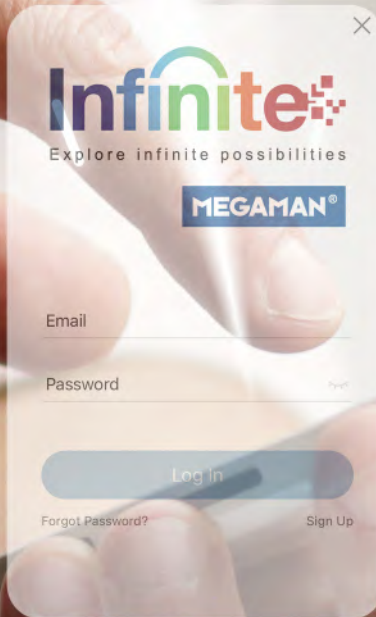 Infinite
Explore infinite possibilities
MEGAMAN®
Email
Password
Log In
Forgot Password?
Sign Up